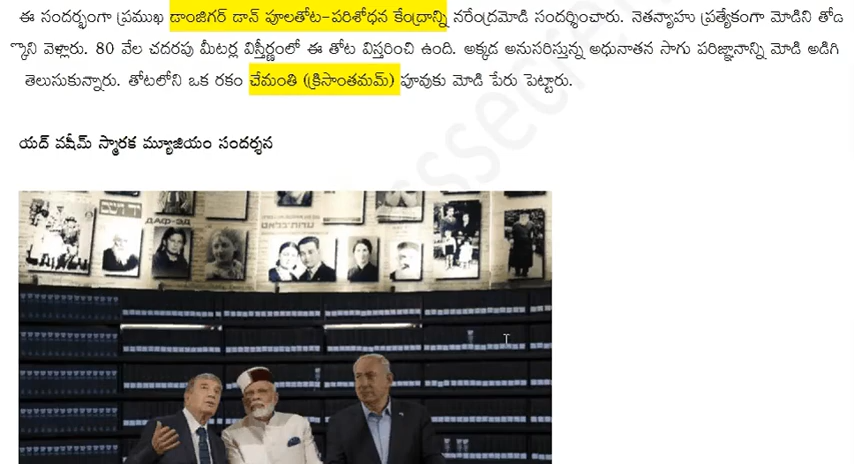 ఈ సందర్భంగా ప్రముఖ డాంజిగర్ డాన్ పూలతోట-పరిశోధన కేంద్రాన్ని నరేంద్రమోడి సందర్శించారు. నెతన్యాహు ప్రత్యేకంగా మోడిని తోడ
్కొని వెళ్లారు. 80 వేల చదరపు మీటర్ల విస్తీర్ణంలో ఈ తోట విస్తరించి ఉంది. అక్కడ అనుసరిస్తున్న అధునాతన సాగు పరిజ్ఞానాన్ని మోడి అడిగి
తెలుసుకున్నారు. తోటలోని ఒక రకం చేమంతి (క్రిసాంతమమ్) పూవుకు మోడి పేరు పెట్టారు.
యద్ వషీమ్ స్మారక మ్యూజియం సందర్శన